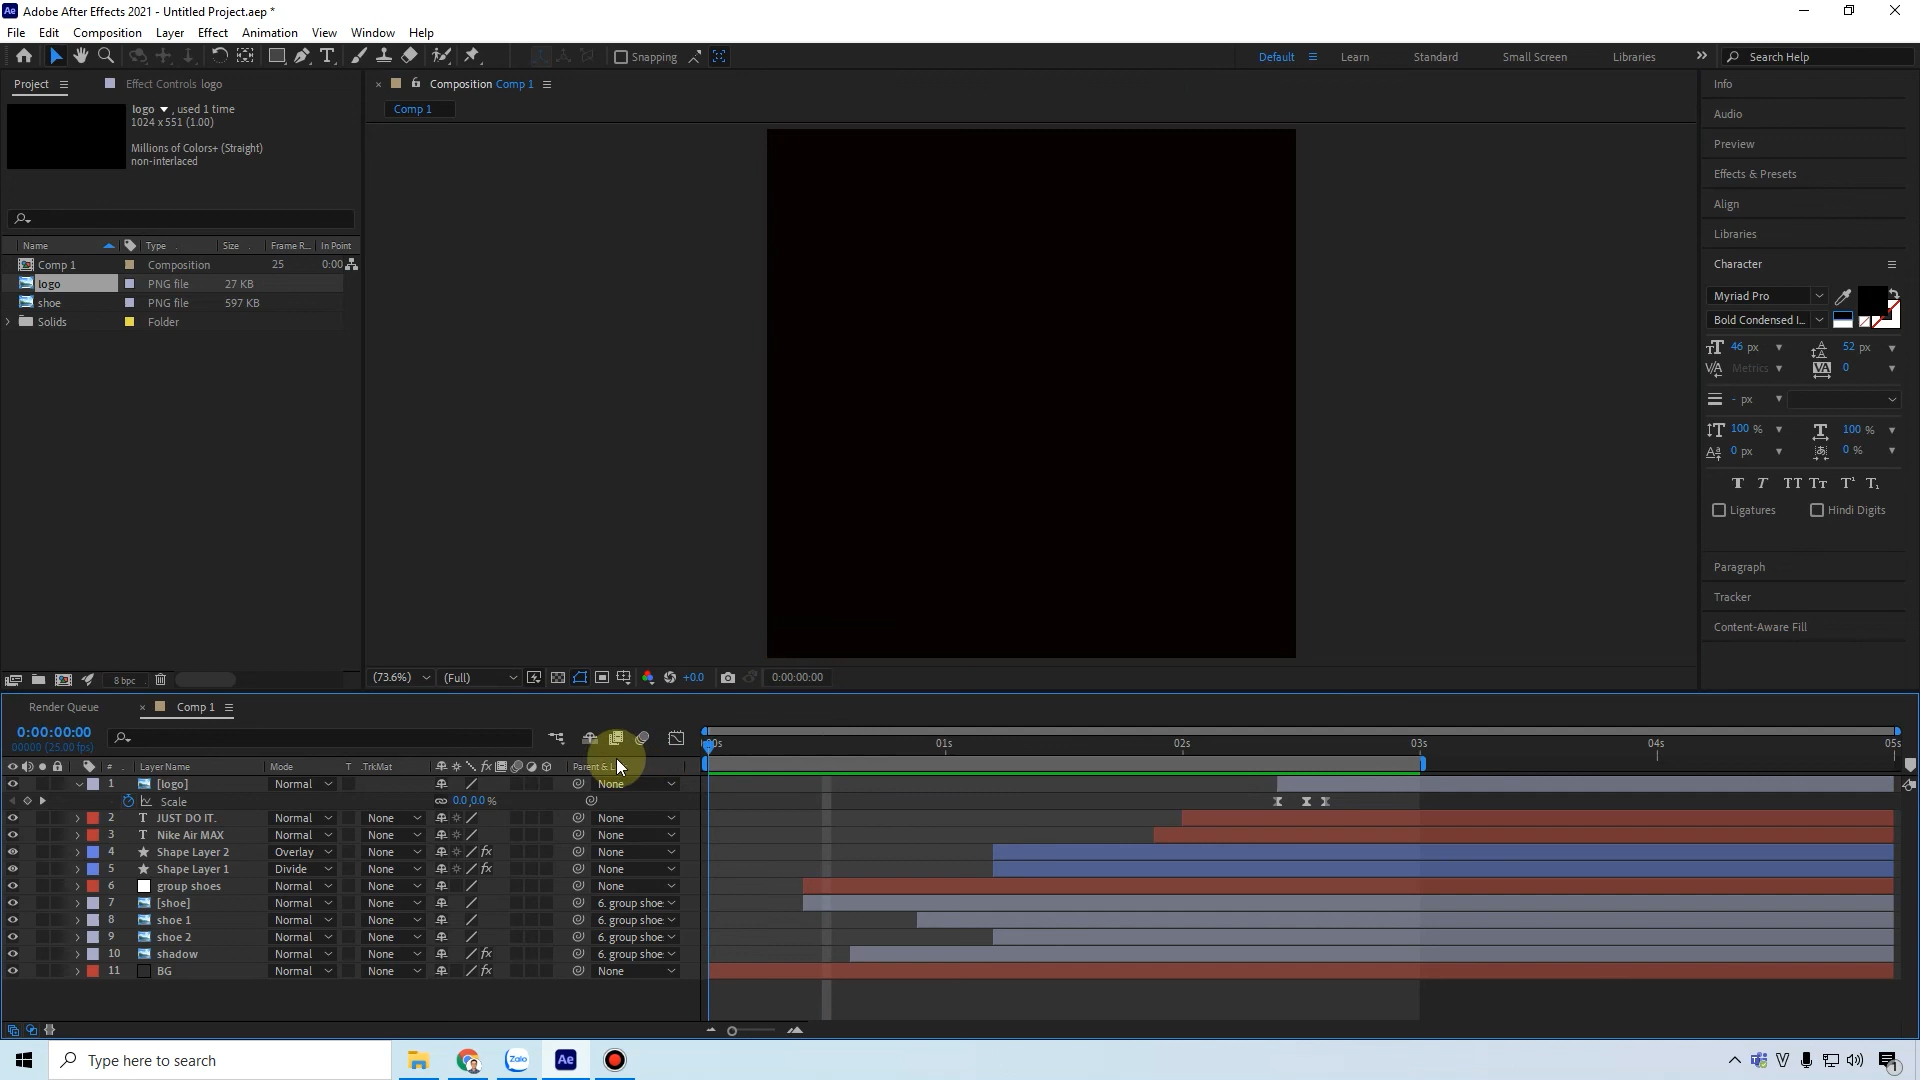 Adobe After Effects 2021 - Untitled Project.aep *
File Edit Composition Layer Effect Animation View Window Help
Snapping
Default Learn Standard Small Screen Libraries Search Help
Project Effect Controls logo
Composition Comp 1
Comp 1
logo , used 1 time
1024 x 551 (1.00)
Millions of Colors+ (Straight)
non-interlaced
Name Type Size Frame R... In Point
Comp 1 Composition 25 0:00
logo PNG file 27 KB
shoe PNG file 597 KB
Solids Folder
8 bpc
(73.6%) (Full) +0.0 0:00:00:00
Info
Audio
Preview
Effects & Presets
Align
Libraries
Character
Myriad Pro
Bold Condensed I...
46 px 52 px
Metrics 0
- px
100 % 100 %
0 px 0 %
Ligatures Hindi Digits
Paragraph
Tracker
Content-Aware Fill
Render Queue Comp 1
0:00:00:00
00000 (25.00 fps)
01s 02s 03s 04s 05s
# Layer Name Mode T .TrkMat Parent & L
1 [logo] Normal None
Scale 0.0,0.0 %
2 JUST DO IT. Normal None None
3 Nike Air MAX Normal None None
4 Shape Layer 2 Overlay None None
5 Shape Layer 1 Divide None None
6 group shoes Normal None None
7 [shoe] Normal None 6. group shoe
8 shoe 1 Normal None 6. group shoe
9 shoe 2 Normal None 6. group shoe
10 shadow Normal None 6. group shoe
11 BG Normal None None
Type here to search
Zalo
Ae
1